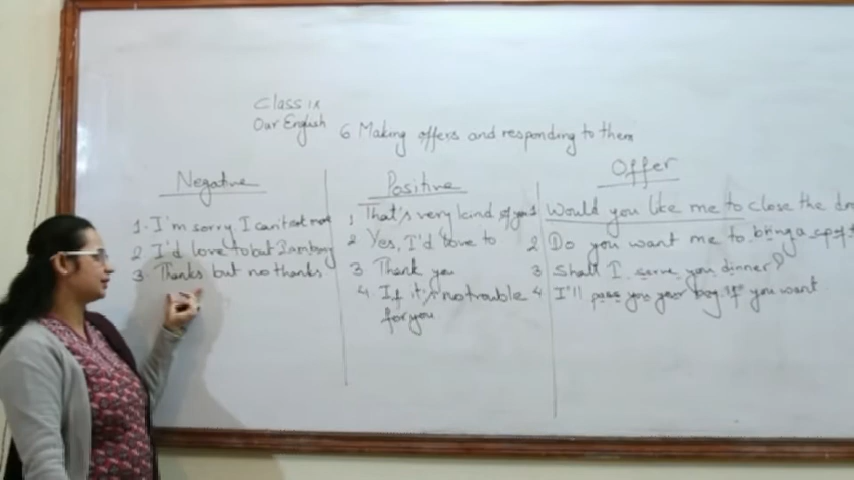 Class IX
Our English 6 Making offers and responding to them
Negative
1. I'm sorry I can't
2 I'd love to but I am busy
3. Thanks but no thanks
Positive
1 That's very kind of you
2 Yes, I'd love to
3 Thank you
4 If it's no trouble
for you
Offer
1 Would you like me to close the
2 Do you want me to bring a
3 Shall I serve you dinner?
4 I'll pass you your bag if you want.